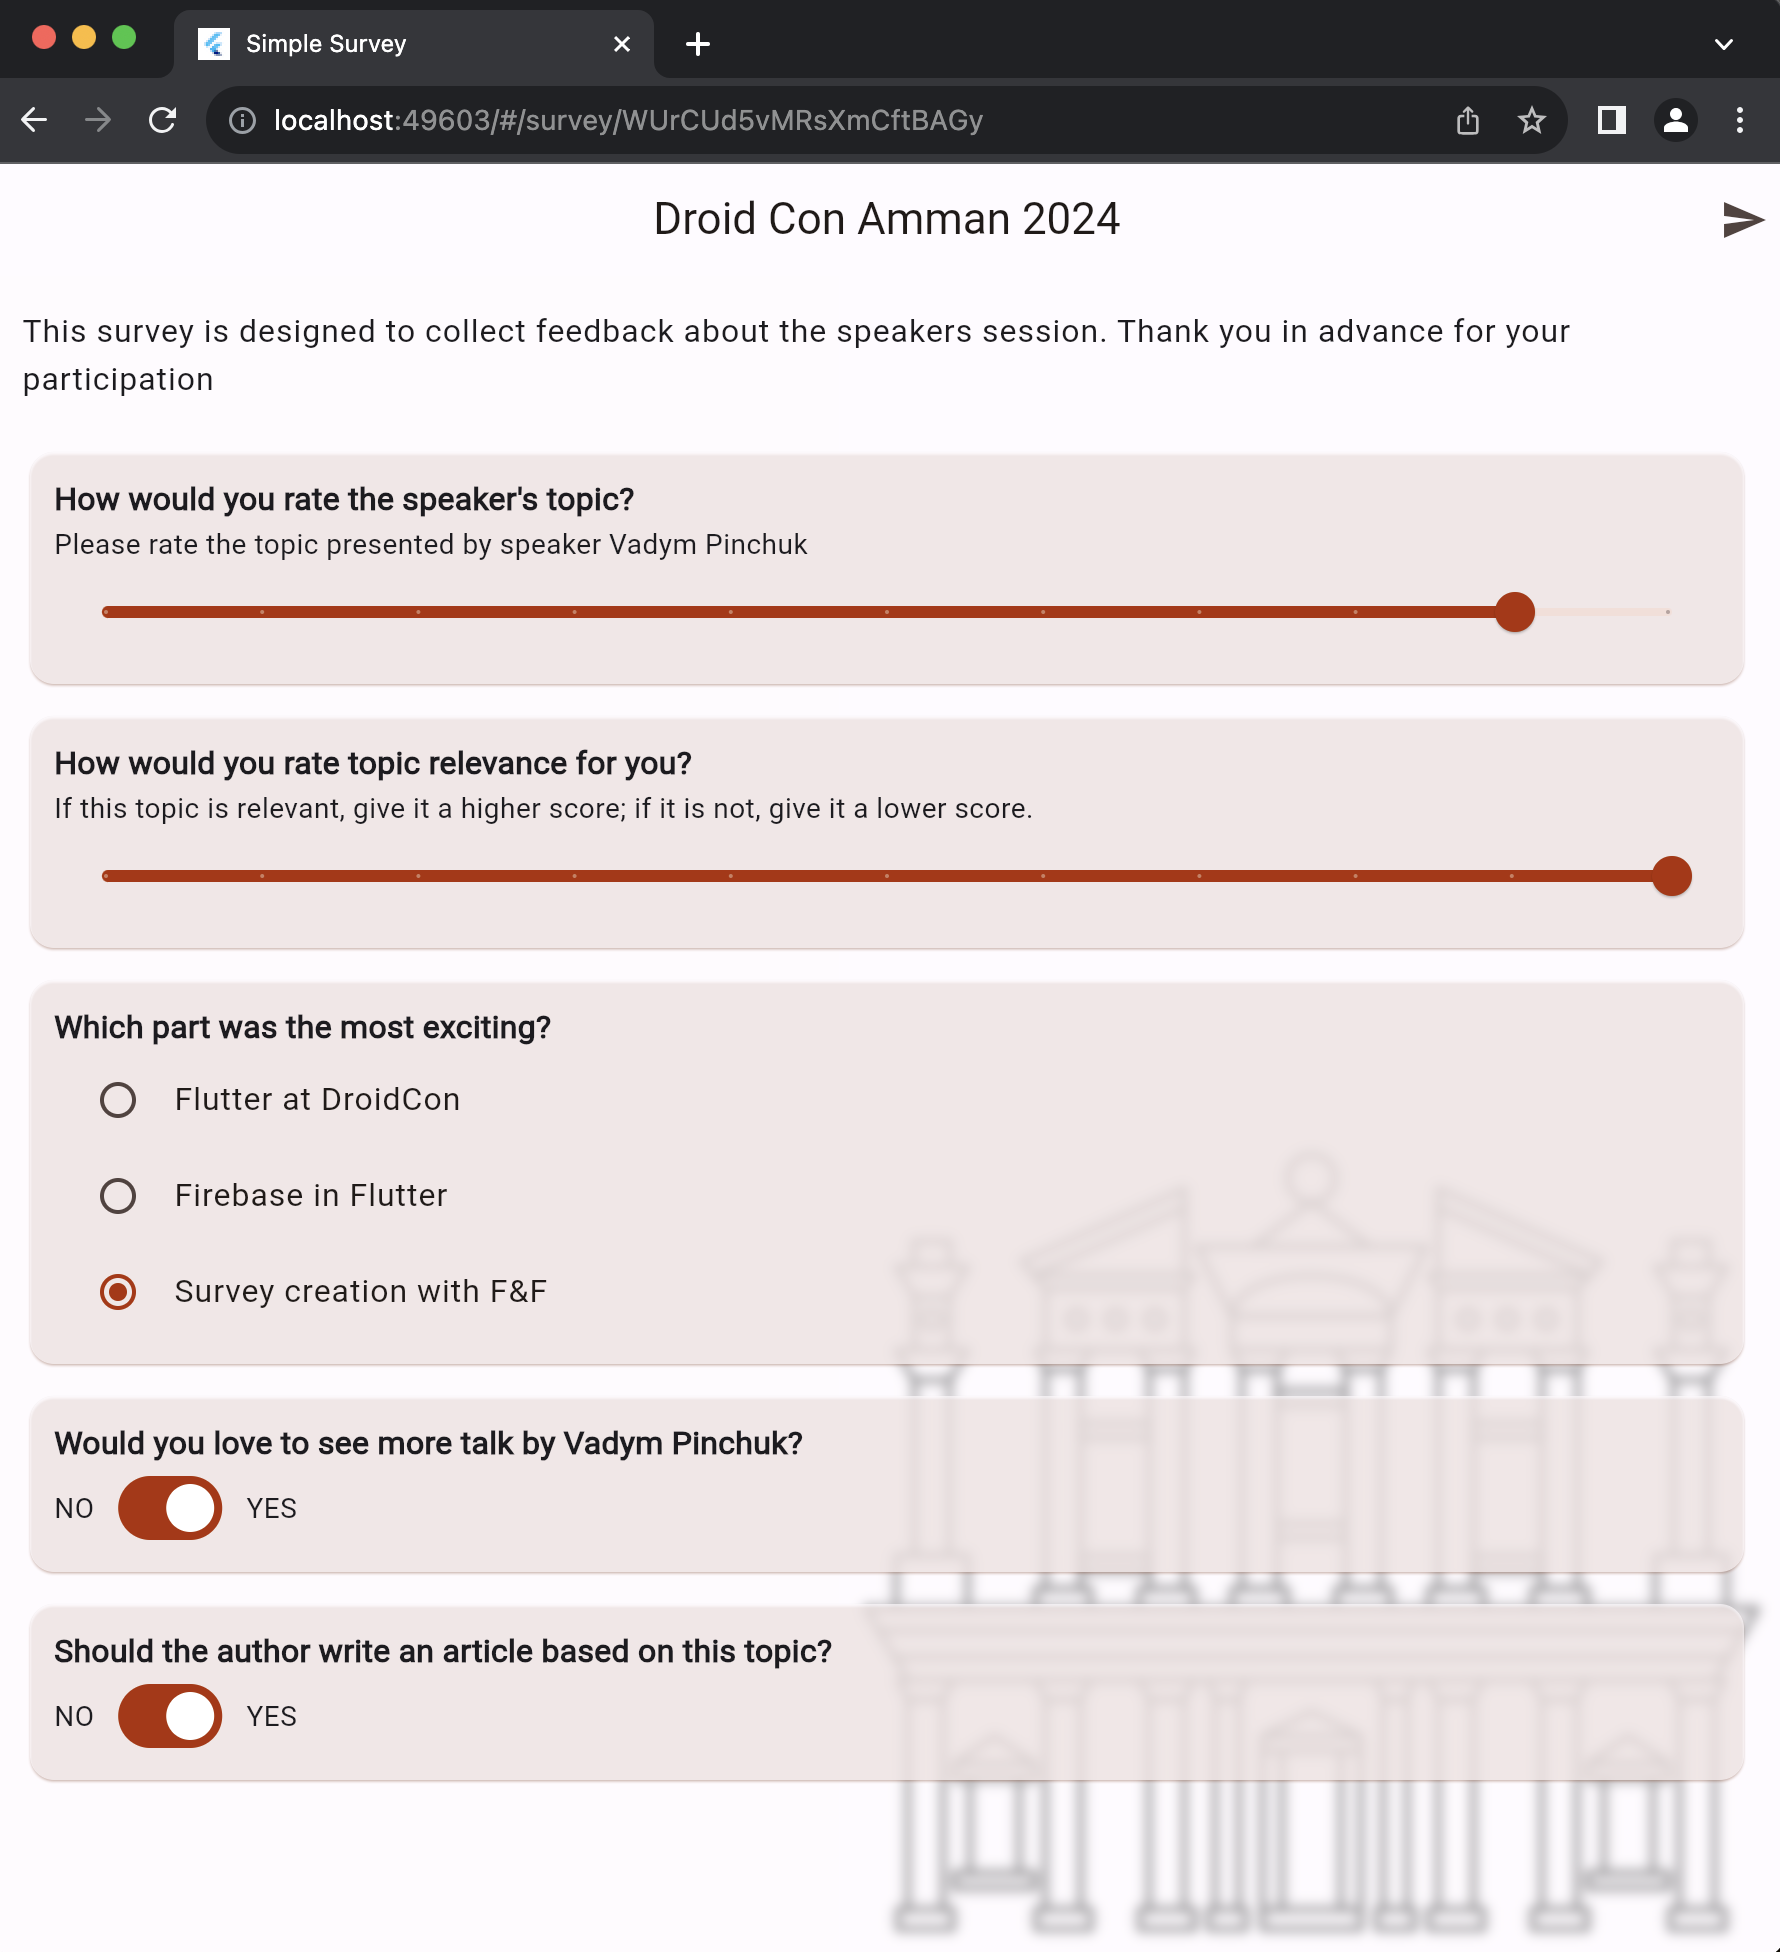 Simple Survey
localhost:49603/#/survey/WUrCUd5vMRsXmCftBAGy
Droid Con Amman 2024
This survey is designed to collect feedback about the speakers session. Thank you in advance for your
participation
How would you rate the speaker's topic?
Please rate the topic presented by speaker Vadym Pinchuk
How would you rate topic relevance for you?
If this topic is relevant, give it a higher score; if it is not, give it a lower score.
Which part was the most exciting?
Flutter at DroidCon
Firebase in Flutter
Survey creation with F&F
Would you love to see more talk by Vadym Pinchuk?
NO YES
Should the author write an article based on this topic?
NO YES